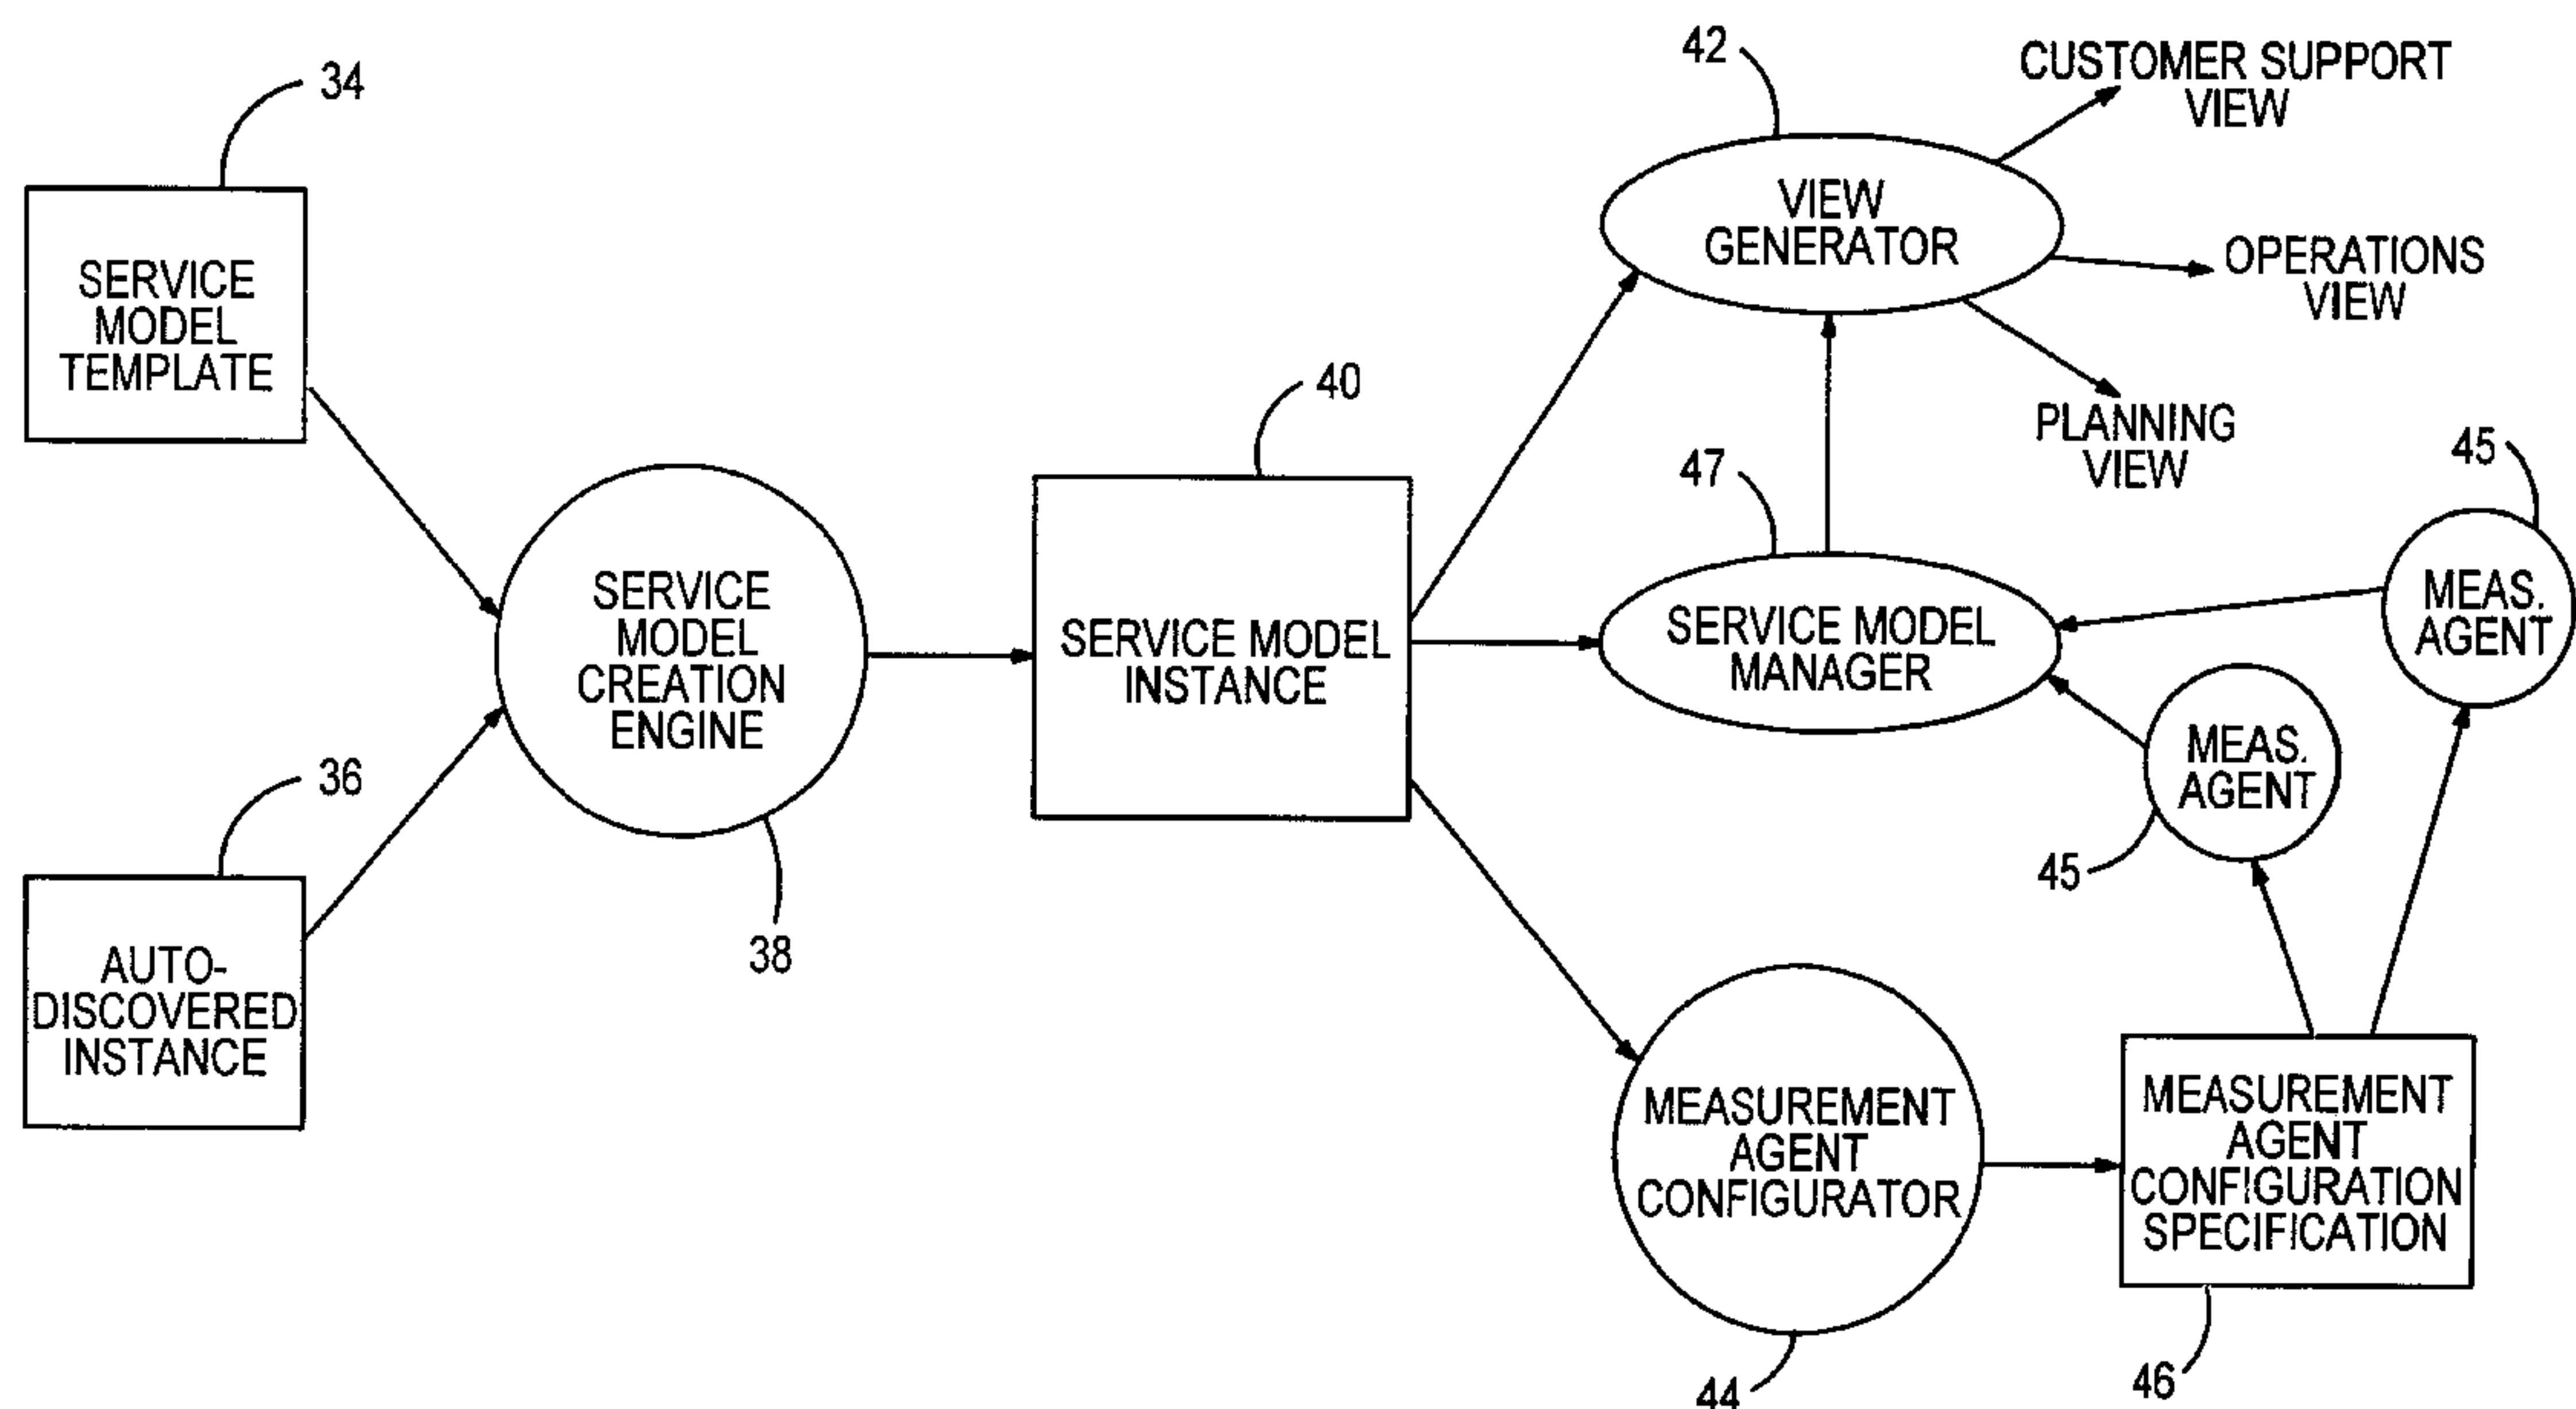 34
SERVICE
MODEL
TEMPLATE
36
AUTO-
DISCOVERED
INSTANCE
SERVICE
MODEL
CREATION
ENGINE
38
40
SERVICE MODEL
INSTANCE
42
VIEW
GENERATOR
CUSTOMER SUPPORT
VIEW
OPERATIONS
VIEW
PLANNING
VIEW
47
SERVICE MODEL
MANAGER
45
MEAS.
AGENT
MEAS.
AGENT
45
MEASUREMENT
AGENT
CONFIGURATOR
44
MEASUREMENT
AGENT
CONFIGURATION
SPECIFICATION
46